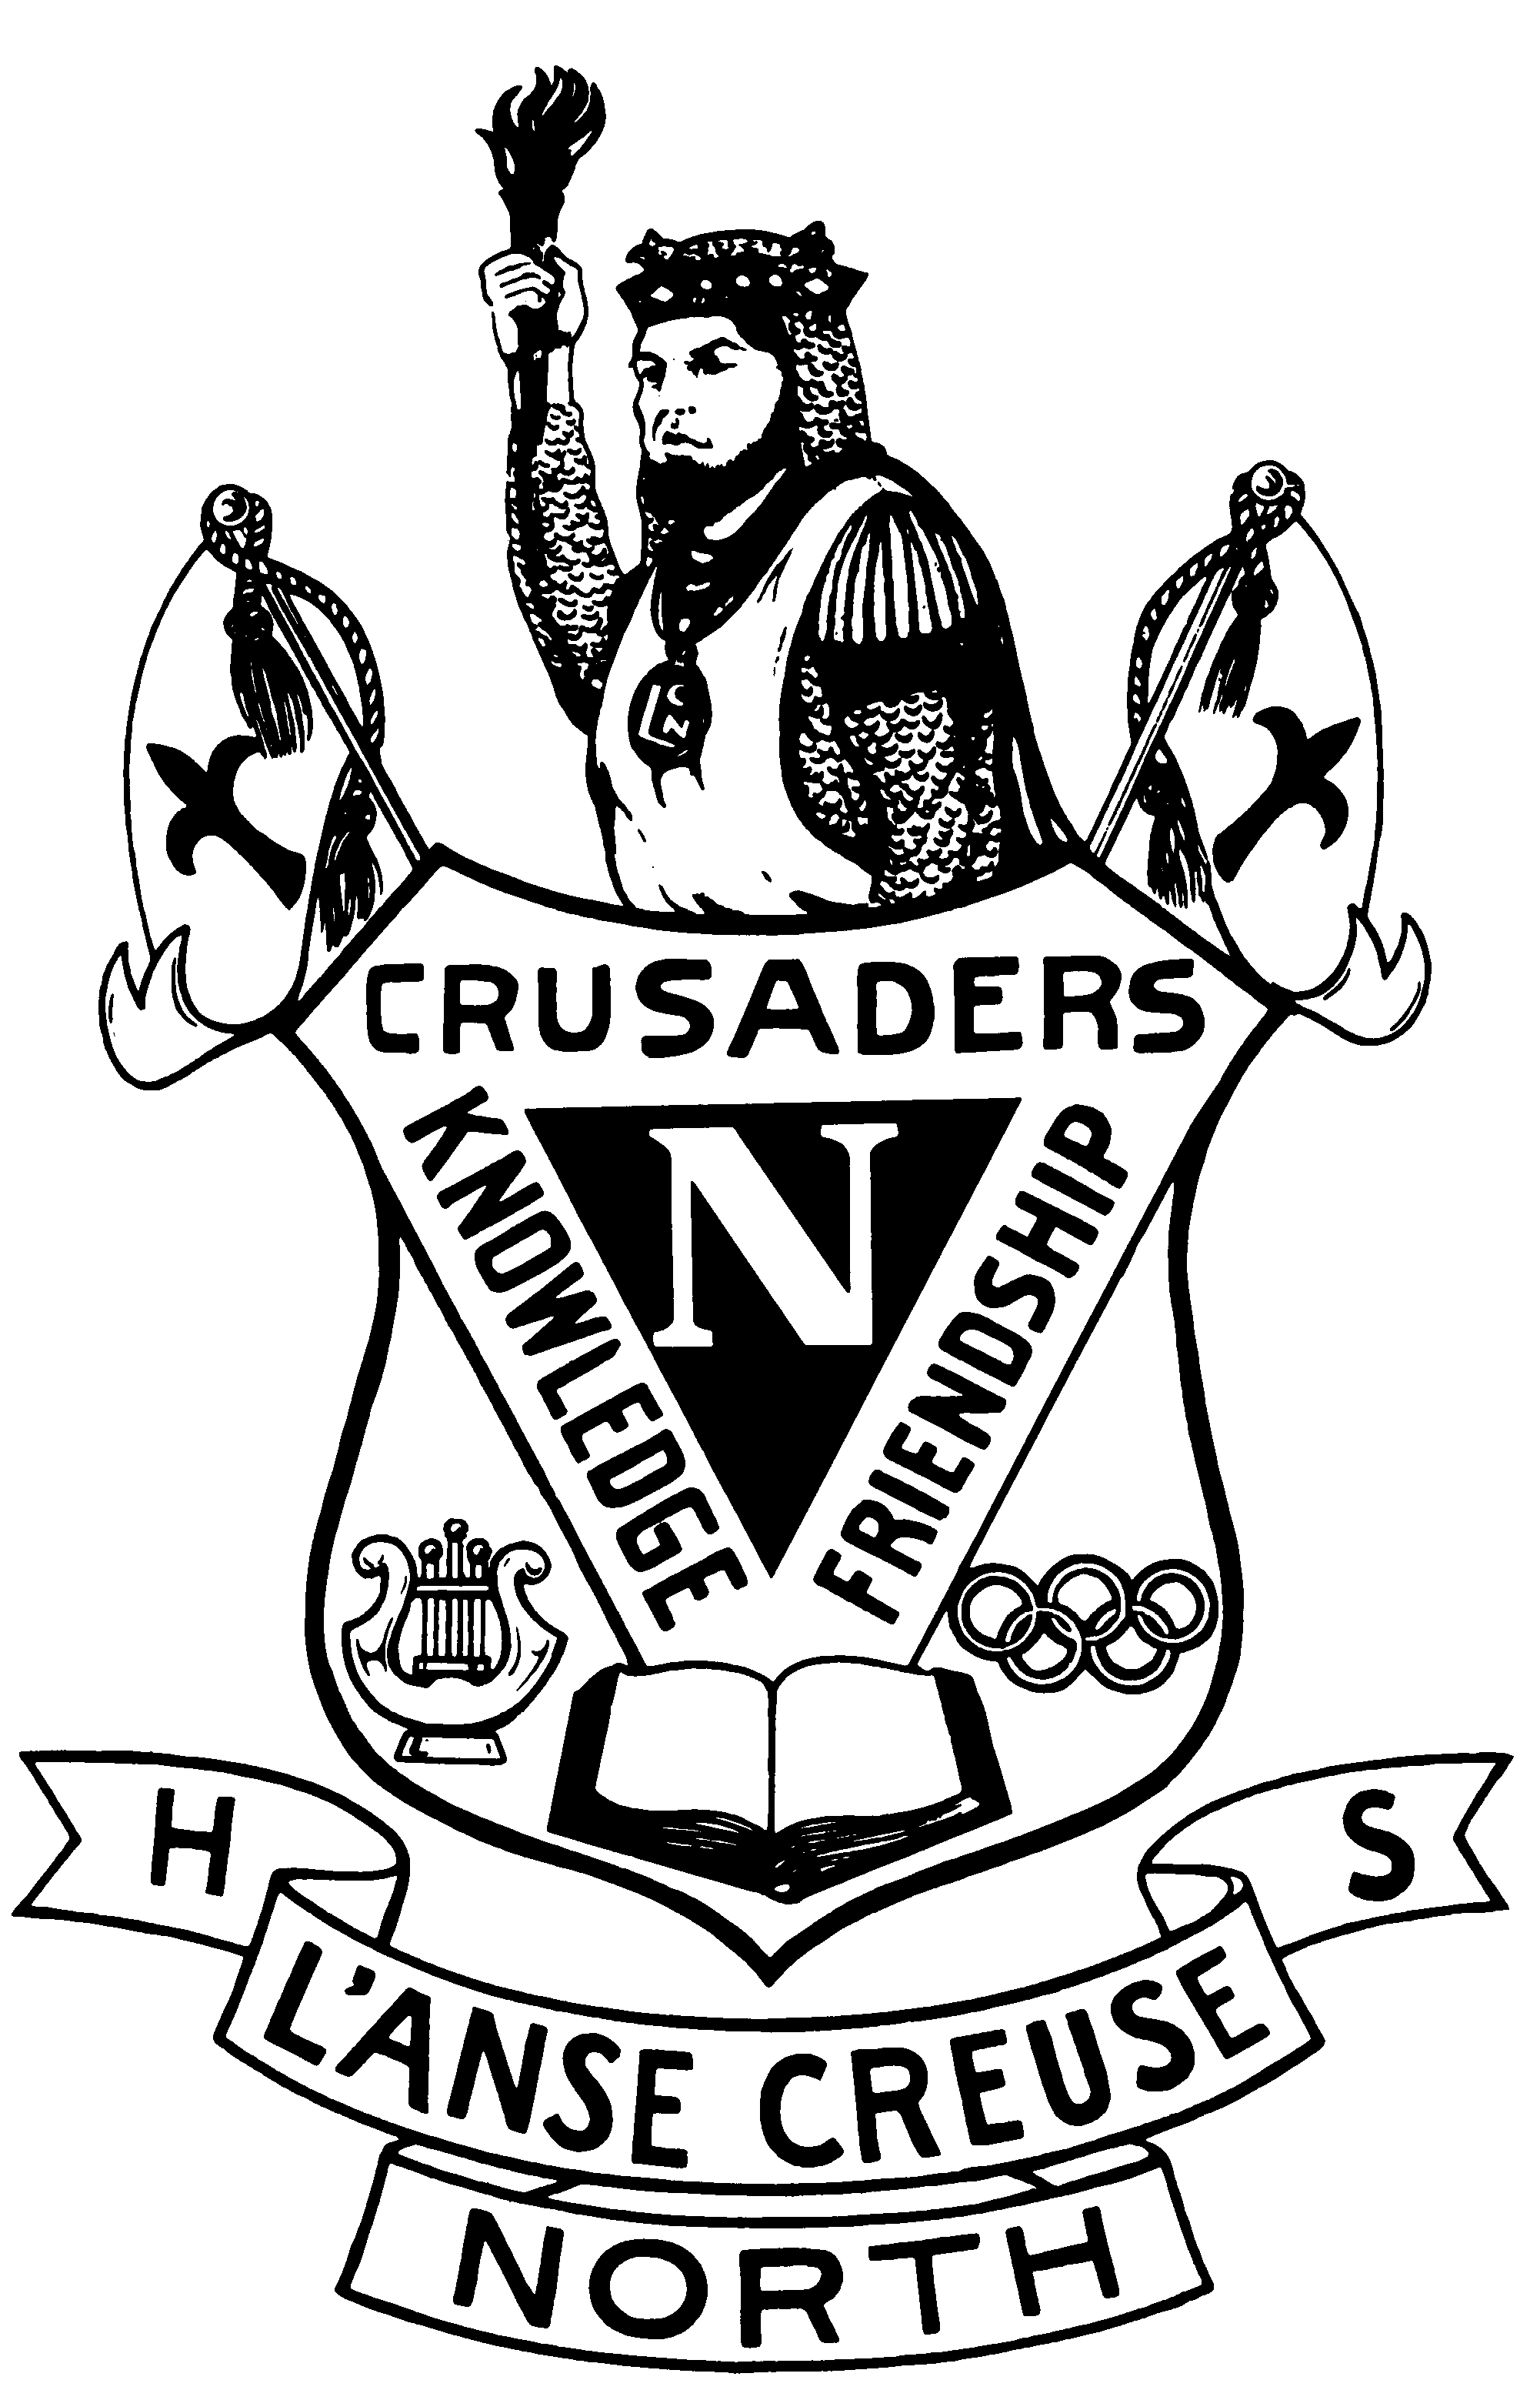 CRUSADERS
KNOWLEDGE
N
FRIENDSHIP
H S
L'ANSE CREUSE
NORTH